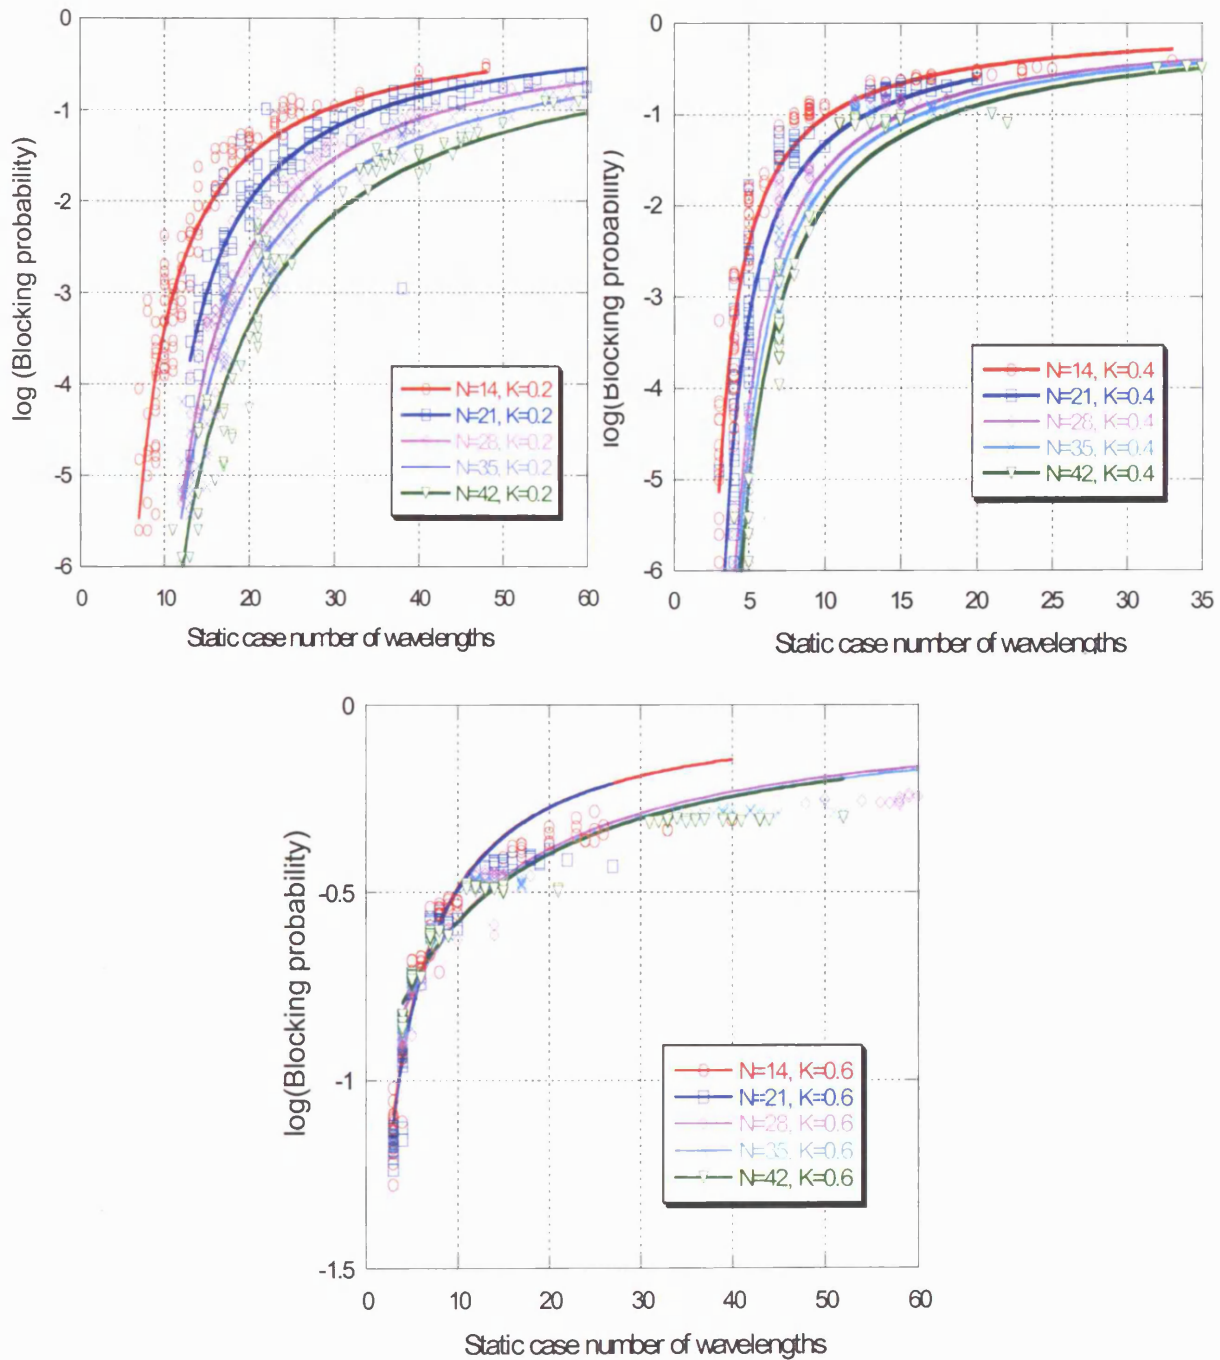 0
-1
-2
-3
-4
-5
-6
log (Blocking probability)
N=14, K=0.2
N=21, K=0.2
N=28, K=0.2
N=35, K=0.2
N=42, K=0.2
0 10 20 30 40 50 60
Static case number of wavelengths
0
-1
-2
-3
-4
-5
-6
log(Blocking probability)
N=14, K=0.4
N=21, K=0.4
N=28, K=0.4
N=35, K=0.4
N=42, K=0.4
0 5 10 15 20 25 30 35
Static case number of wavelengths
0
-0.5
-1
-1.5
log(Blocking probability)
N=14, K=0.6
N=21, K=0.6
N=28, K=0.6
N=35, K=0.6
N=42, K=0.6
0 10 20 30 40 50 60
Static case number of wavelengths